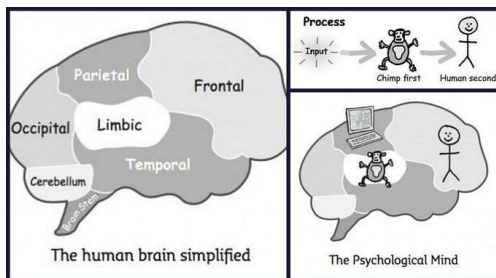 Parietal
Frontal
Occipital
Limbic
Temporal
Cerebellum
Brain Stem
The human brain simplified
Process
Input
Chimp first
Human second
The Psychological Mind